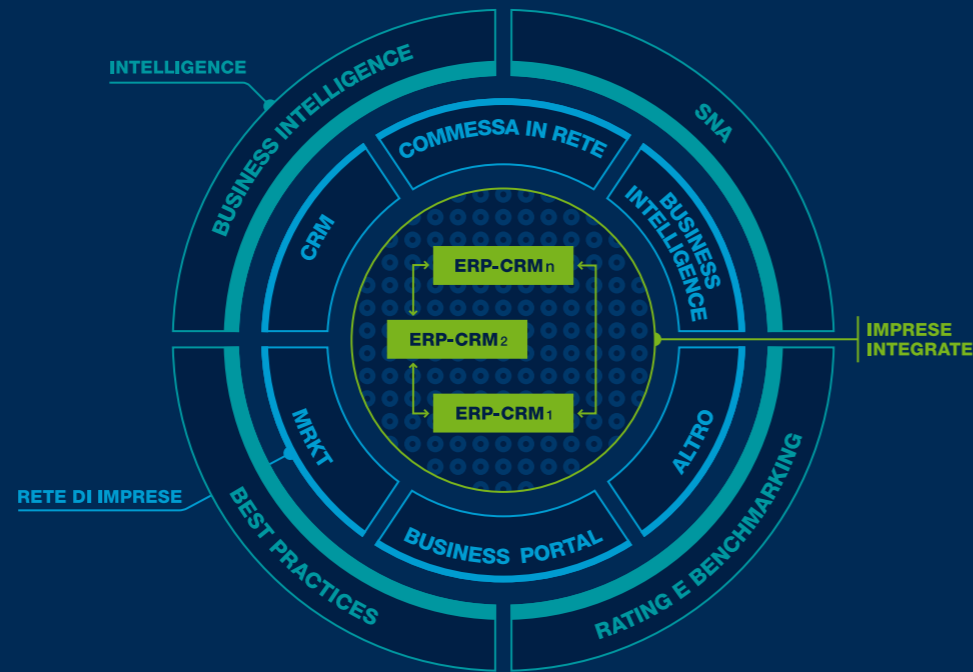 INTELLIGENCE
BUSINESS INTELLIGENCE
SNA
COMMESSA IN RETE
CRM
BUSINESS
INTELLIGENCE
ERP-CRMn
ERP-CRM2
ERP-CRM1
IMPRESE
INTEGRATE
MRKT
ALTRO
RETE DI IMPRESE
BUSINESS PORTAL
BEST PRACTICES
RATING E BENCHMARKING